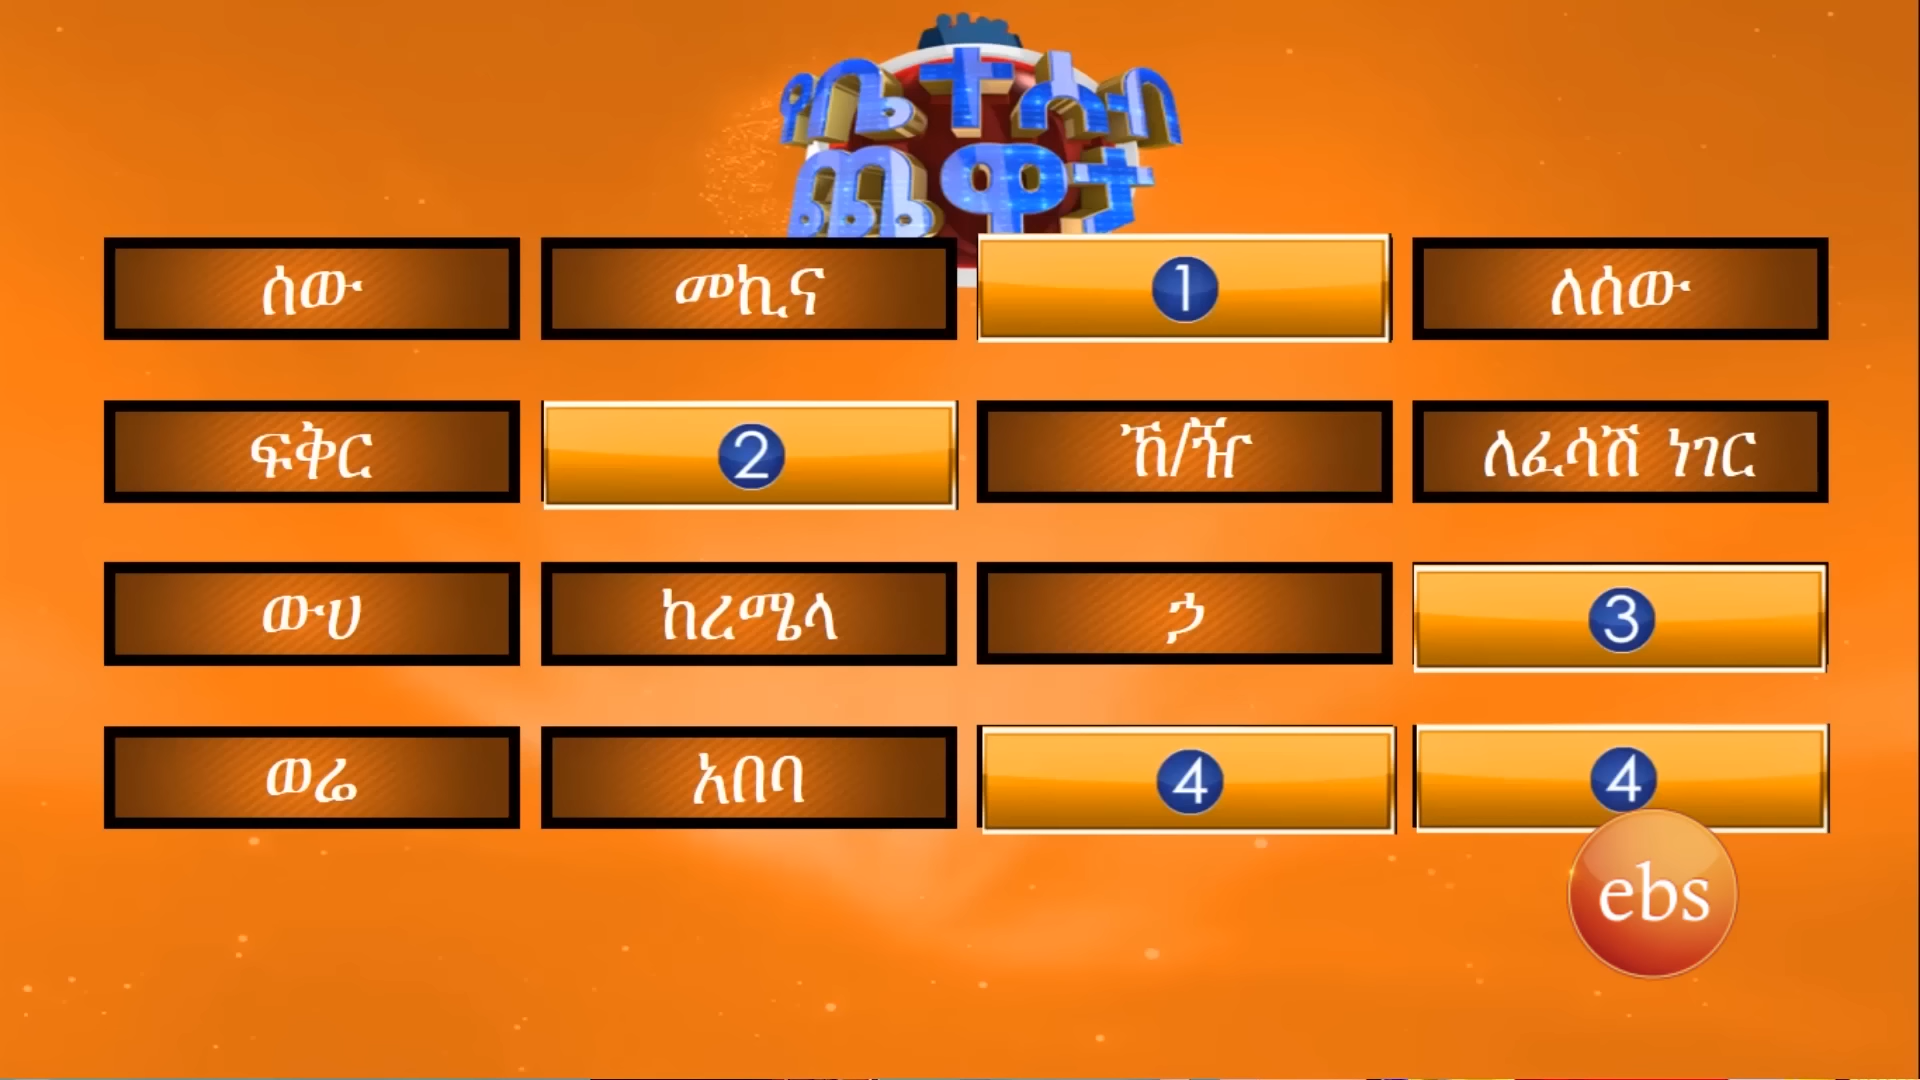 የቤተሰብ
ጨዋታ
ሰው መኪና 1 ለሰው
ፍቅር 2 ኸ/ዥ ለፈሳሽ ነገር
ውሀ ከረሜላ ኃ 3
ወሬ አበባ 4 4
ebs